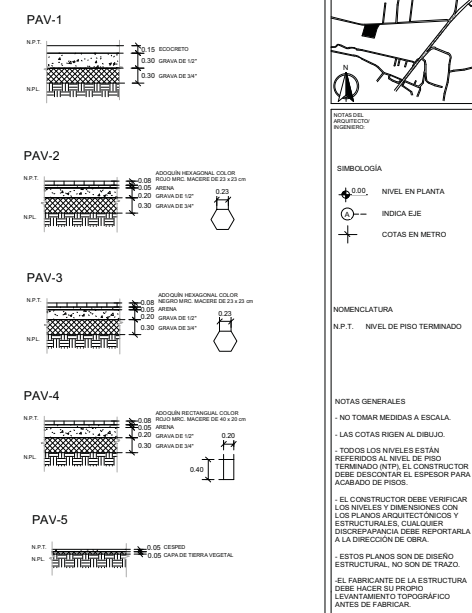 PAV-1
N.P.T.
0.15 ECOCRETO
0.30 GRAVA DE 1/2"
0.30 GRAVA DE 3/4"
N.PL.
PAV-2
N.P.T.
ADOQUÍN HEXAGONAL COLOR
ROJO MRC. MACERE DE 23 x 23 cm
0.08
0.05 ARENA
0.20 GRAVA DE 1/2"
0.30 GRAVA DE 3/4"
0.23
N.PL.
PAV-3
N.P.T.
ADOQUÍN HEXAGONAL COLOR
NEGRO MRC. MACERE DE 23 x 23 cm
0.08
0.05 ARENA
0.20 GRAVA DE 1/2"
0.30 GRAVA DE 3/4"
0.23
N.PL.
PAV-4
N.P.T.
ADOQUÍN RECTANGUAL COLOR
ROJO MRC. MACERE DE 40 x 20 cm
0.08
0.05 ARENA
0.20 GRAVA DE 1/2"
0.30 GRAVA DE 3/4"
0.20
0.40
N.PL.
PAV-5
N.P.T.
0.05 CESPED
0.05 CAPA DE TIERRA VEGETAL
N.PL.
N
NOTAS DEL
ARQUITECTO/
INGENIERO:
SIMBOLOGÍA
0.00 NIVEL EN PLANTA
A INDICA EJE
COTAS EN METRO
NOMENCLATURA
N.P.T. NIVEL DE PISO TERMINADO
NOTAS GENERALES
- NO TOMAR MEDIDAS A ESCALA.
- LAS COTAS RIGEN AL DIBUJO.
- TODOS LOS NIVELES ESTÁN
REFERIDOS AL NIVEL DE PISO
TERMINADO (NTP), EL CONSTRUCTOR
DEBE DESCONTAR EL ESPESOR PARA
ACABADO DE PISOS.
- EL CONSTRUCTOR DEBE VERIFICAR
LOS NIVELES Y DIMENSIONES CON
LOS PLANOS ARQUITECTÓNICOS Y
ESTRUCTURALES, CUALQUIER
DISCREPAPANCIA DEBE REPORTARLA
A LA DIRECCIÓN DE OBRA.
- ESTOS PLANOS SON DE DISEÑO
ESTRUCTURAL, NO SON DE TRAZO.
-EL FABRICANTE DE LA ESTRUCTURA
DEBE HACER SU PROPIO
LEVANTAMIENTO TOPOGRÁFICO
ANTES DE FABRICAR.